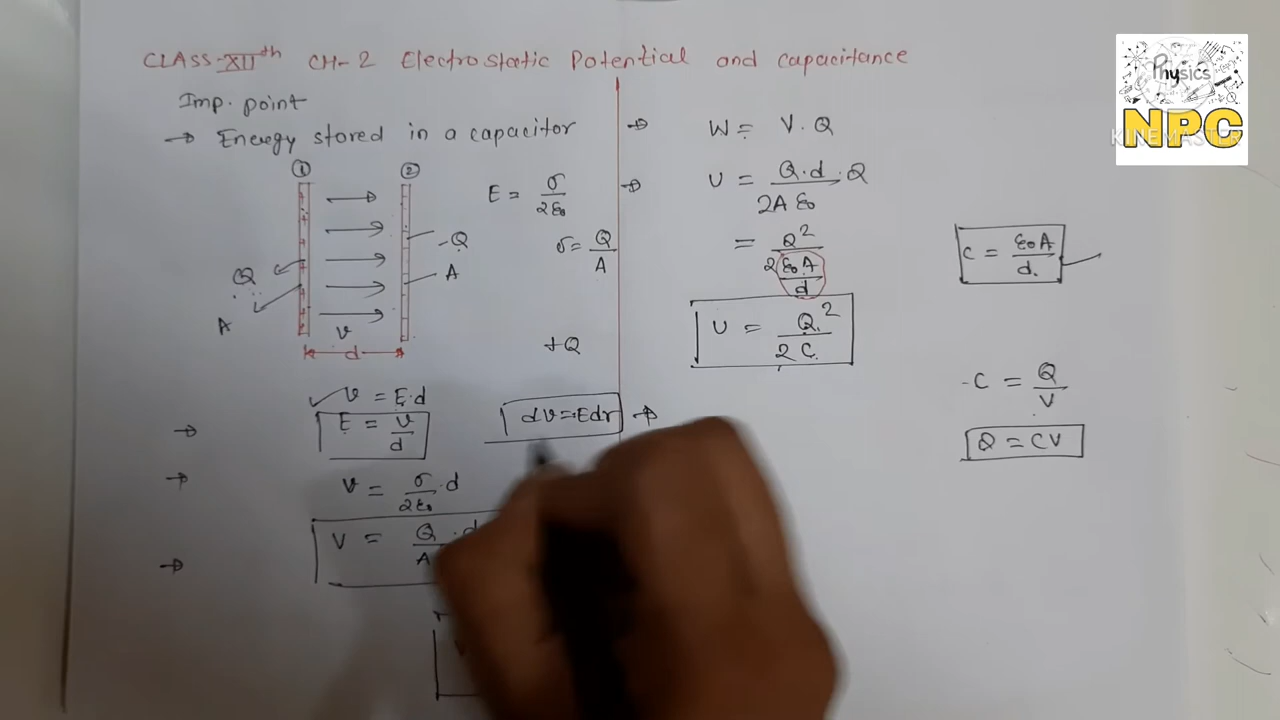 CLASS-XIIth CH-2 Electrostatic Potential and capacitance
Imp. point
→ Energy stored in a capacitor
① ②
E = σ/2ε₀
σ = Q/A
Q
A
-Q
A
V
d
+Q
V = E·d
→ E = V/d
dV=Edr
→ V = σ/2ε₀ · d
→ V = Q/A · d
→ W = V·Q
→ U = Q·d/2Aε₀ · Q
= Q²/2 ε₀A/d
U = Q²/2C
→
C = ε₀A/d
C = Q/V
Q = CV
Physics
NPC
KINEMASTER